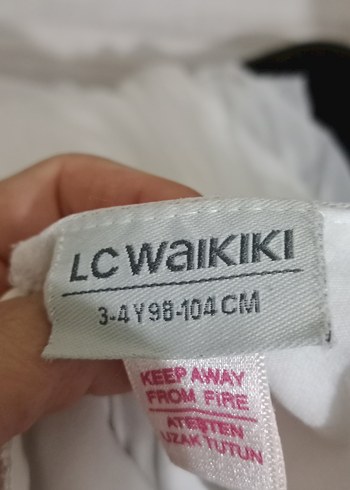 LC WAIKIKI
3-4 Y 98-104 CM
KEEP AWAY
FROM FIRE
ATEŞTEN
UZAK TUTUN